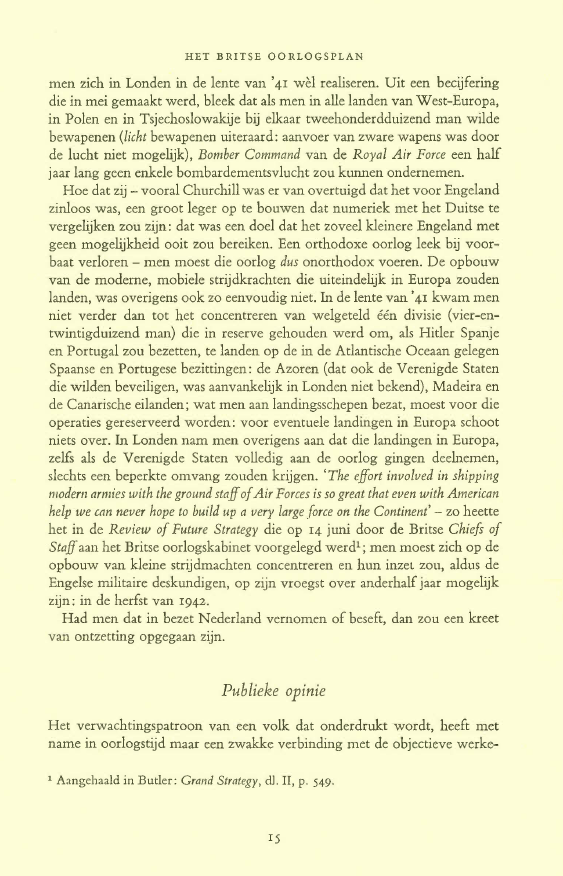 HET BRITSE OORLOGSPLAN
men zich in Londen in de lente van ’41 wèl realiseren. Uit een becijfering
die in mei gemaakt werd, bleek dat als men in alle landen van West-Europa,
in Polen en in Tsjechoslowakije bij elkaar tweehonderdduizend man wilde
bewapenen (licht bewapenen uiteraard: aanvoer van zware wapens was door
de lucht niet mogelijk), Bomber Command van de Royal Air Force een half
jaar lang geen enkele bombardementsvlucht zou kunnen ondernemen.
Hoe dat zij – vooral Churchill was er van overtuigd dat het voor Engeland
zinloos was, een groot leger op te bouwen dat numeriek met het Duitse te
vergelijken zou zijn: dat was een doel dat het zoveel kleinere Engeland met
geen mogelijkheid ooit zou bereiken. Een orthodoxe oorlog leek bij voor-
baat verloren – men moest die oorlog dus onorthodox voeren. De opbouw
van de moderne, mobiele strijdkrachten die uiteindelijk in Europa zouden
landen, was overigens ook zo eenvoudig niet. In de lente van ’41 kwam men
niet verder dan tot het concentreren van welgeteld één divisie (vier-en-
twintigduizend man) die in reserve gehouden werd om, als Hitler Spanje
en Portugal zou bezetten, te landen op de in de Atlantische Oceaan gelegen
Spaanse en Portugese bezittingen: de Azoren (dat ook de Verenigde Staten
die wilden beveiligen, was aanvankelijk in Londen niet bekend), Madeira en
de Canarische eilanden; wat men aan landingsschepen bezat, moest voor die
operaties gereserveerd worden: voor eventuele landingen in Europa schoot
niets over. In Londen nam men overigens aan dat die landingen in Europa,
zelfs als de Verenigde Staten volledig aan de oorlog gingen deelnemen,
slechts een beperkte omvang zouden krijgen. ‘The effort involved in shipping
modern armies with the ground staff of Air Forces is so great that even with American
help we can never hope to build up a very large force on the Continent’ – zo heette
het in de Review of Future Strategy die op 14 juni door de Britse Chiefs of
Staff aan het Britse oorlogskabinet voorgelegd werd¹; men moest zich op de
opbouw van kleine strijdmachten concentreren en hun inzet zou, aldus de
Engelse militaire deskundigen, op zijn vroegst over anderhalf jaar mogelijk
zijn: in de herfst van 1942.
Had men dat in bezet Nederland vernomen of beseft, dan zou een kreet
van ontzetting opgegaan zijn.
Publieke opinie
Het verwachtingspatroon van een volk dat onderdrukt wordt, heeft met
name in oorlogstijd maar een zwakke verbinding met de objectieve werke-
¹ Aangehaald in Butler: Grand Strategy, dl. II, p. 549.
15